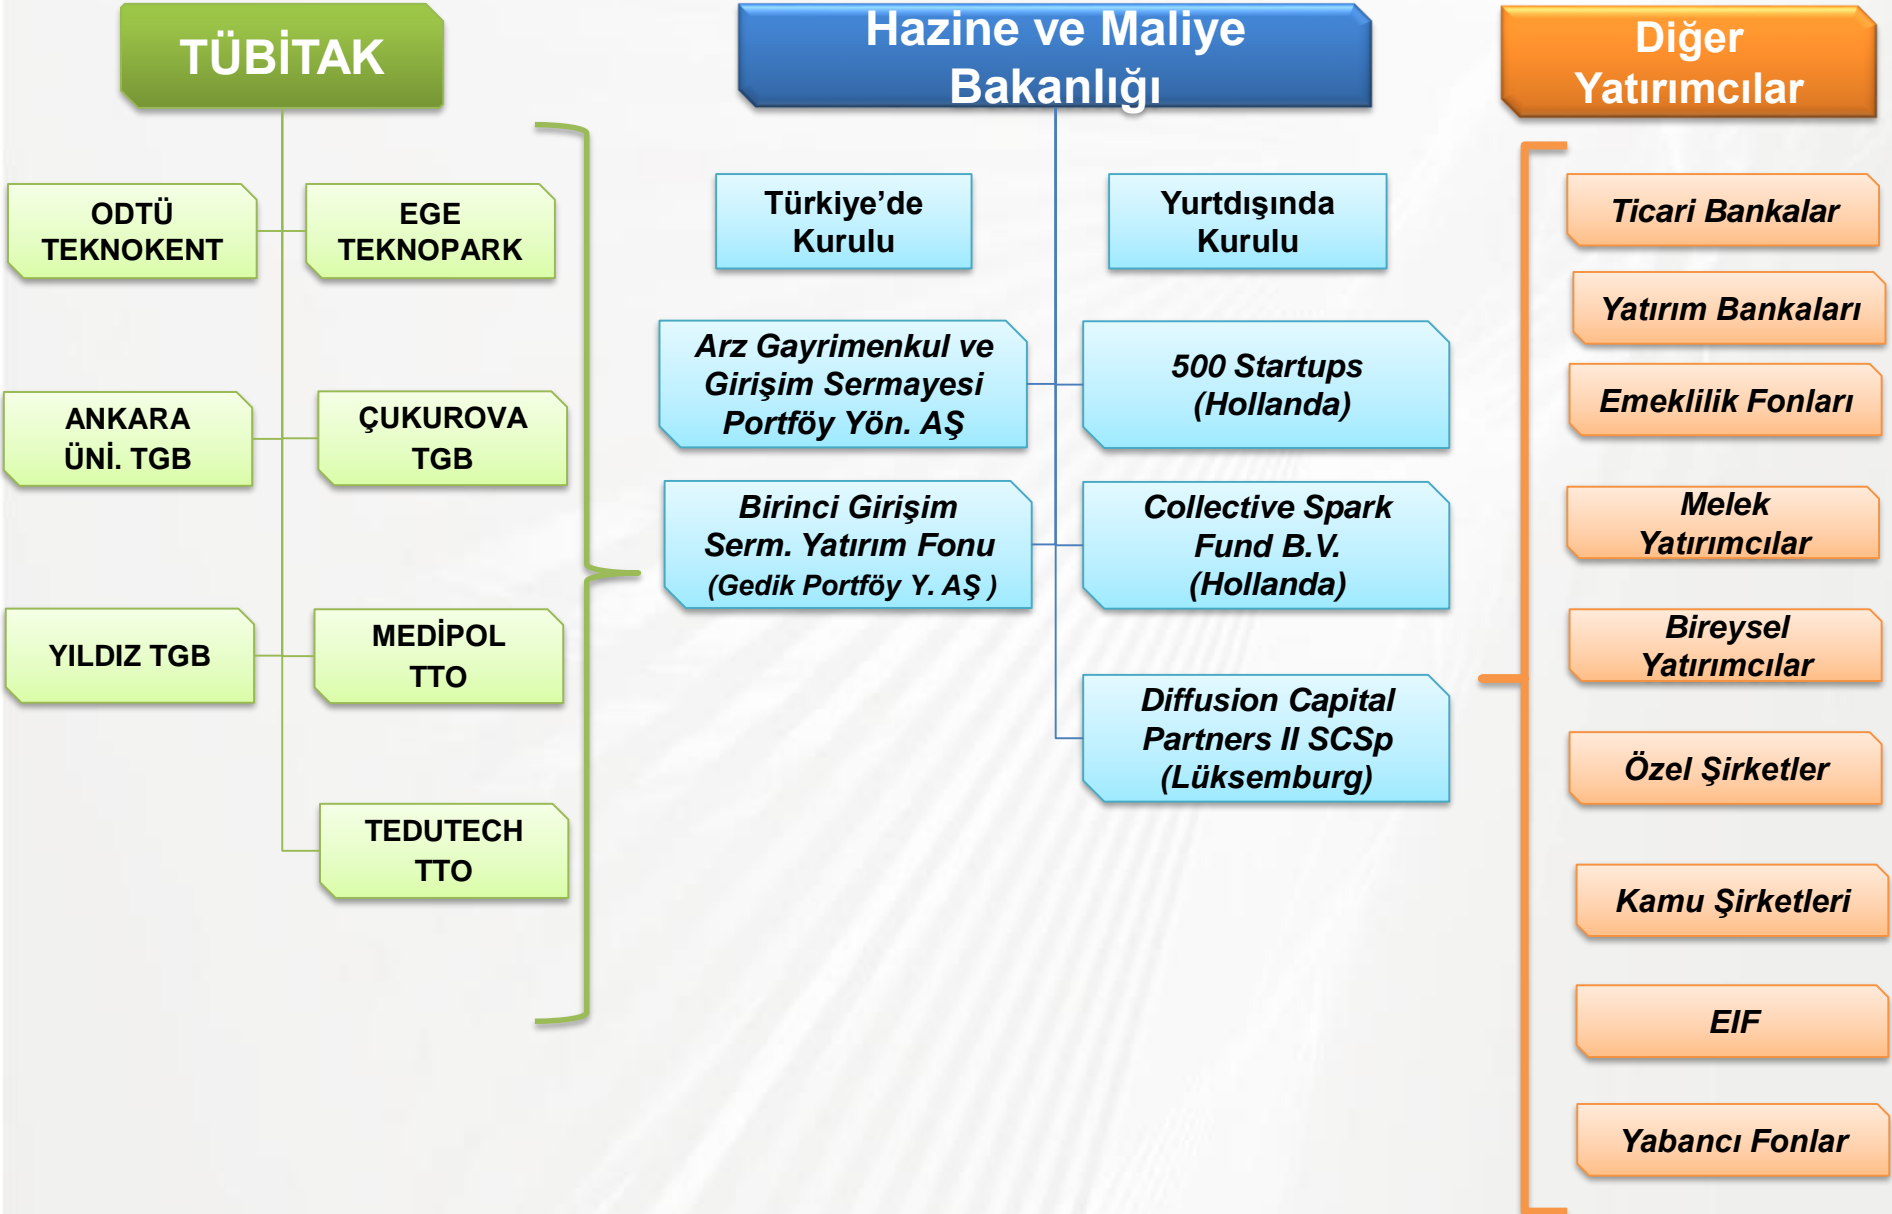 TÜBİTAK
ODTÜ
TEKNOKENT
EGE
TEKNOPARK
ANKARA
ÜNİ. TGB
ÇUKUROVA
TGB
YILDIZ TGB
MEDİPOL
TTO
TEDUTECH
TTO
Hazine ve Maliye
Bakanlığı
Türkiye’de
Kurulu
Yurtdışında
Kurulu
Arz Gayrimenkul ve
Girişim Sermayesi
Portföy Yön. AŞ
500 Startups
(Hollanda)
Birinci Girişim
Serm. Yatırım Fonu
(Gedik Portföy Y. AŞ )
Collective Spark
Fund B.V.
(Hollanda)
Diffusion Capital
Partners II SCSp
(Lüksemburg)
Diğer
Yatırımcılar
Ticari Bankalar
Yatırım Bankaları
Emeklilik Fonları
Melek
Yatırımcılar
Bireysel
Yatırımcılar
Özel Şirketler
Kamu Şirketleri
EIF
Yabancı Fonlar